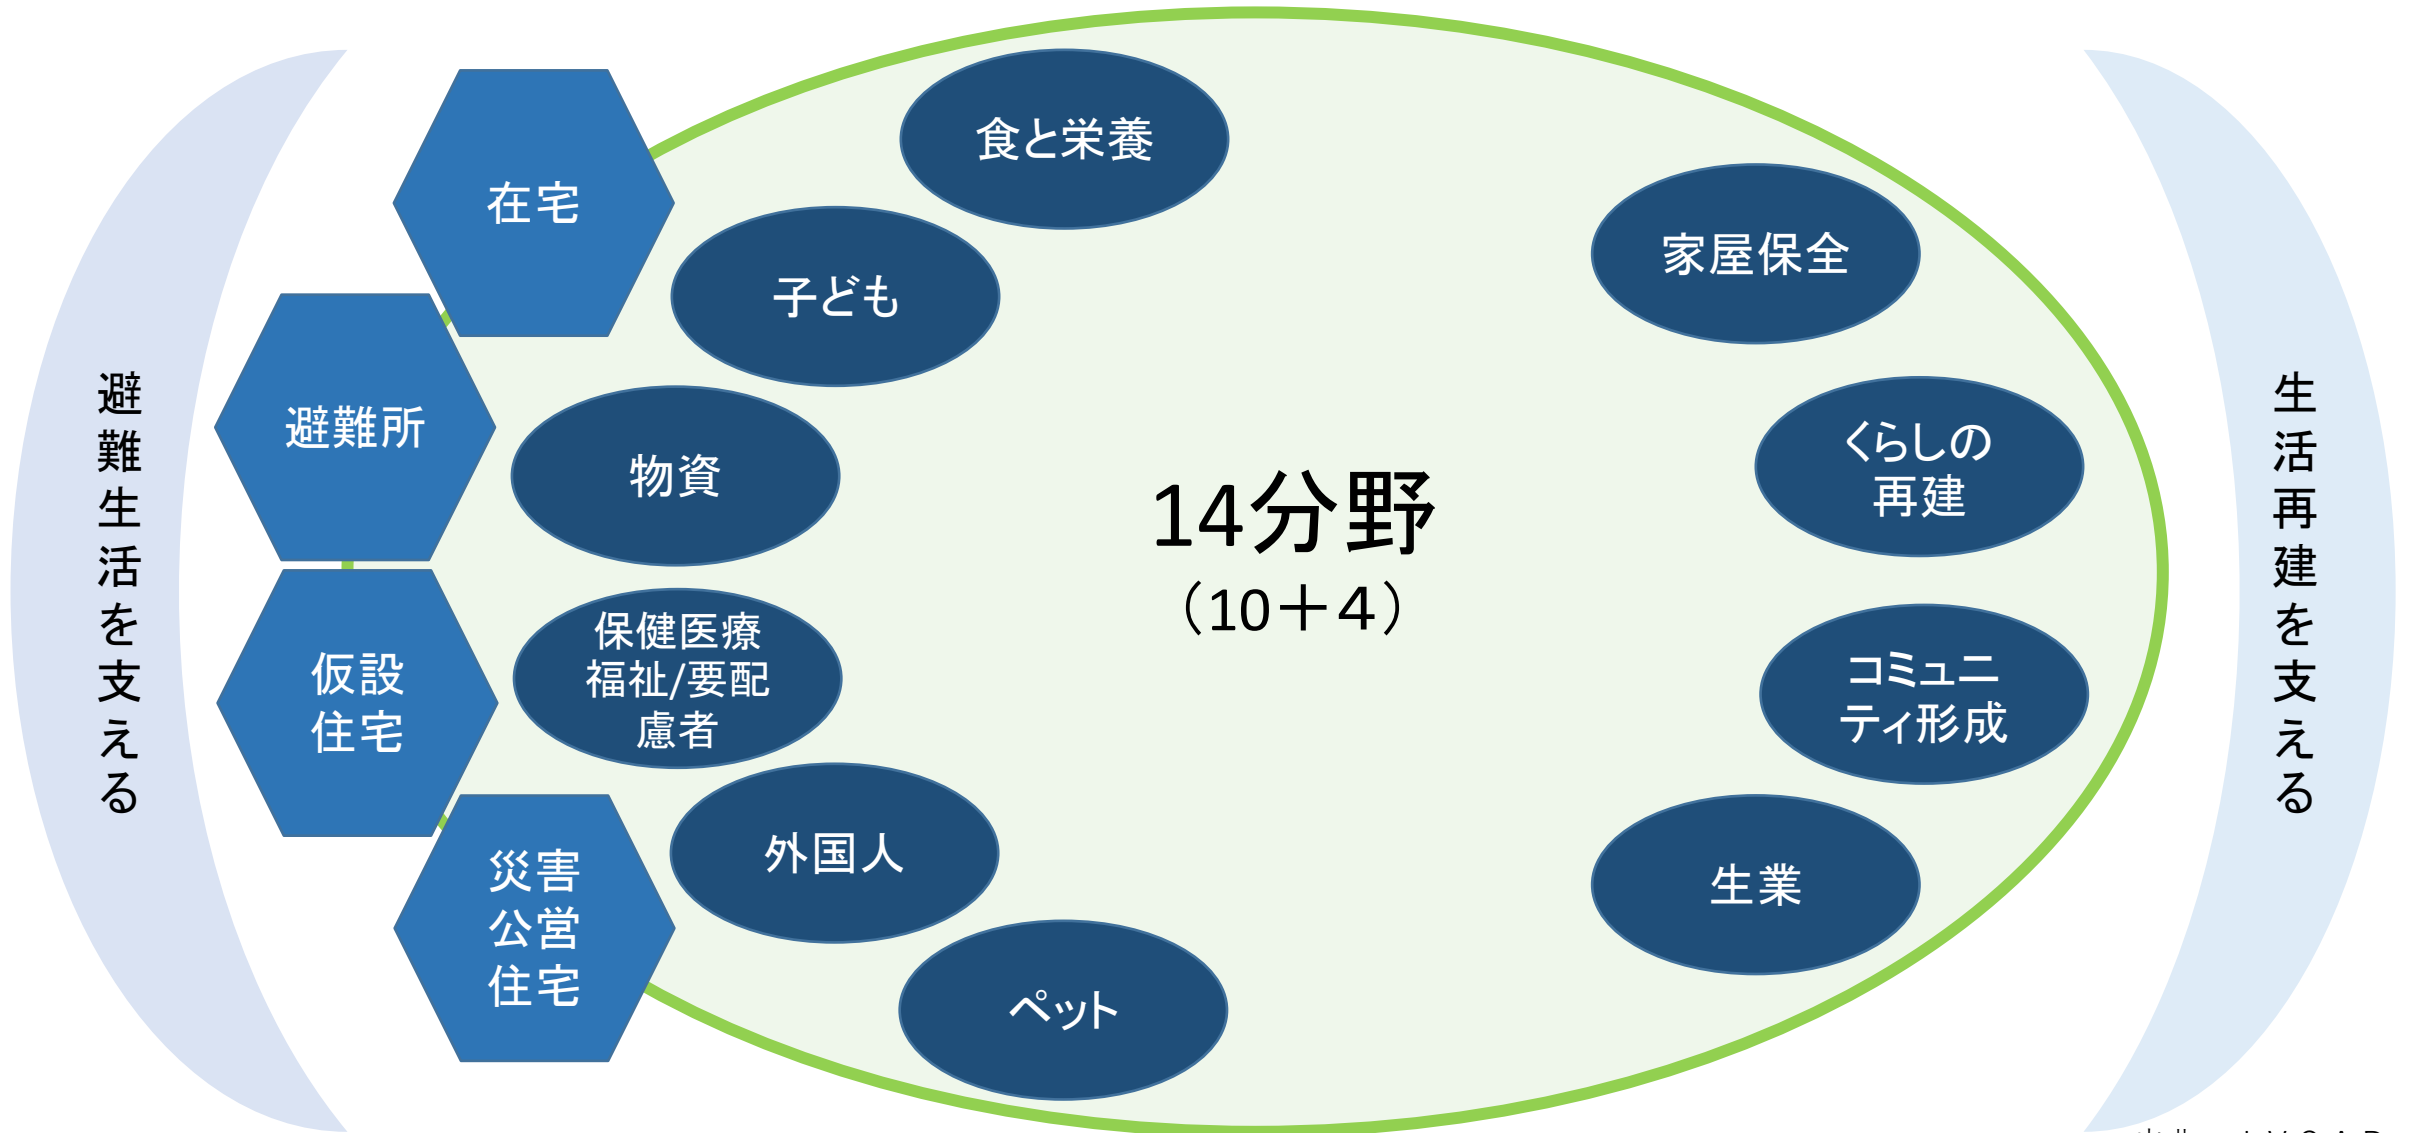 避難生活を支える
在宅
避難所
仮設
住宅
災害
公営
住宅
食と栄養
子ども
物資
保健医療
福祉/要配
慮者
外国人
ペット
14分野
（10＋４）
家屋保全
くらしの
再建
コミュニ
ティ形成
生業
生活再建を支える